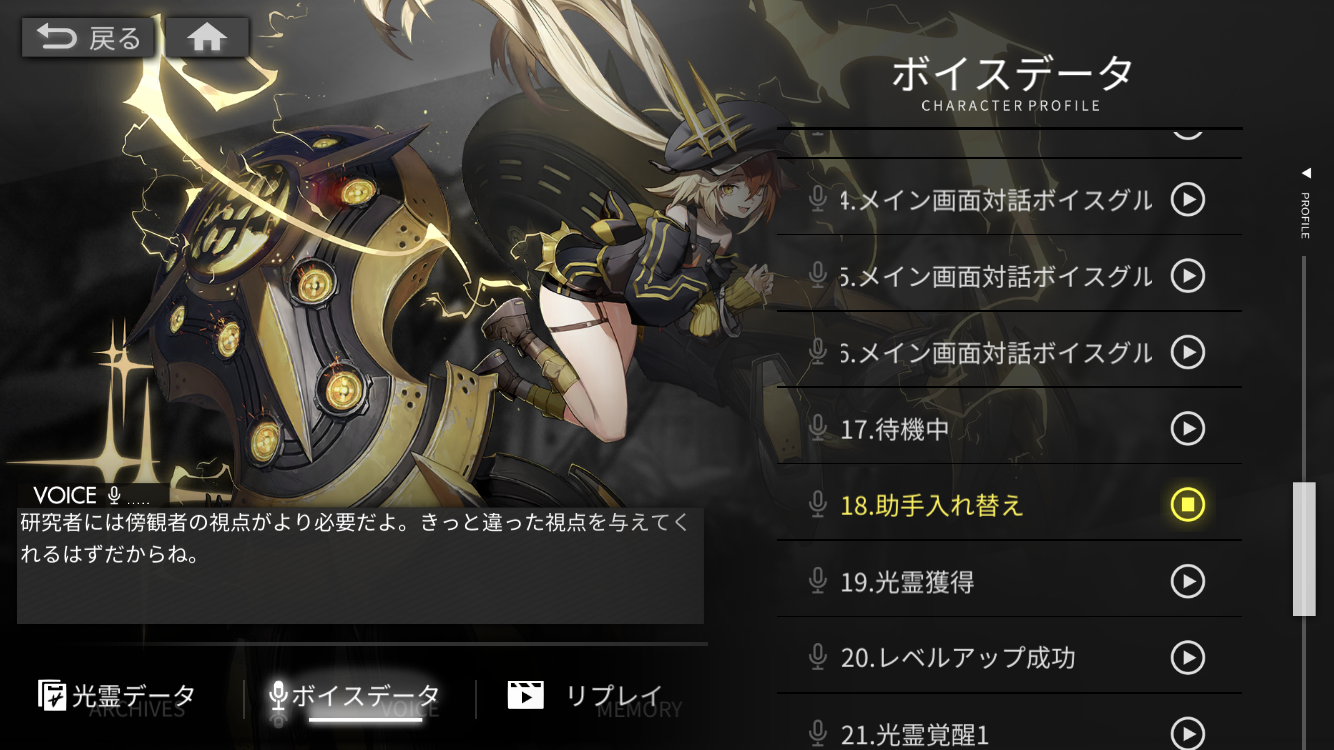 戻る
ボイスデータ
CHARACTER PROFILE
4.メイン画面対話ボイスグル
5.メイン画面対話ボイスグル
6.メイン画面対話ボイスグル
17.待機中
18.助手入れ替え
19.光霊獲得
20.レベルアップ成功
21.光霊覚醒1
PROFILE
VOICE .....
研究者には傍観者の視点がより必要だよ。きっと違った視点を与えてく
れるはずだからね。
光霊データ
ARCHIVES
ボイスデータ
VOICE
リプレイ
MEMORY